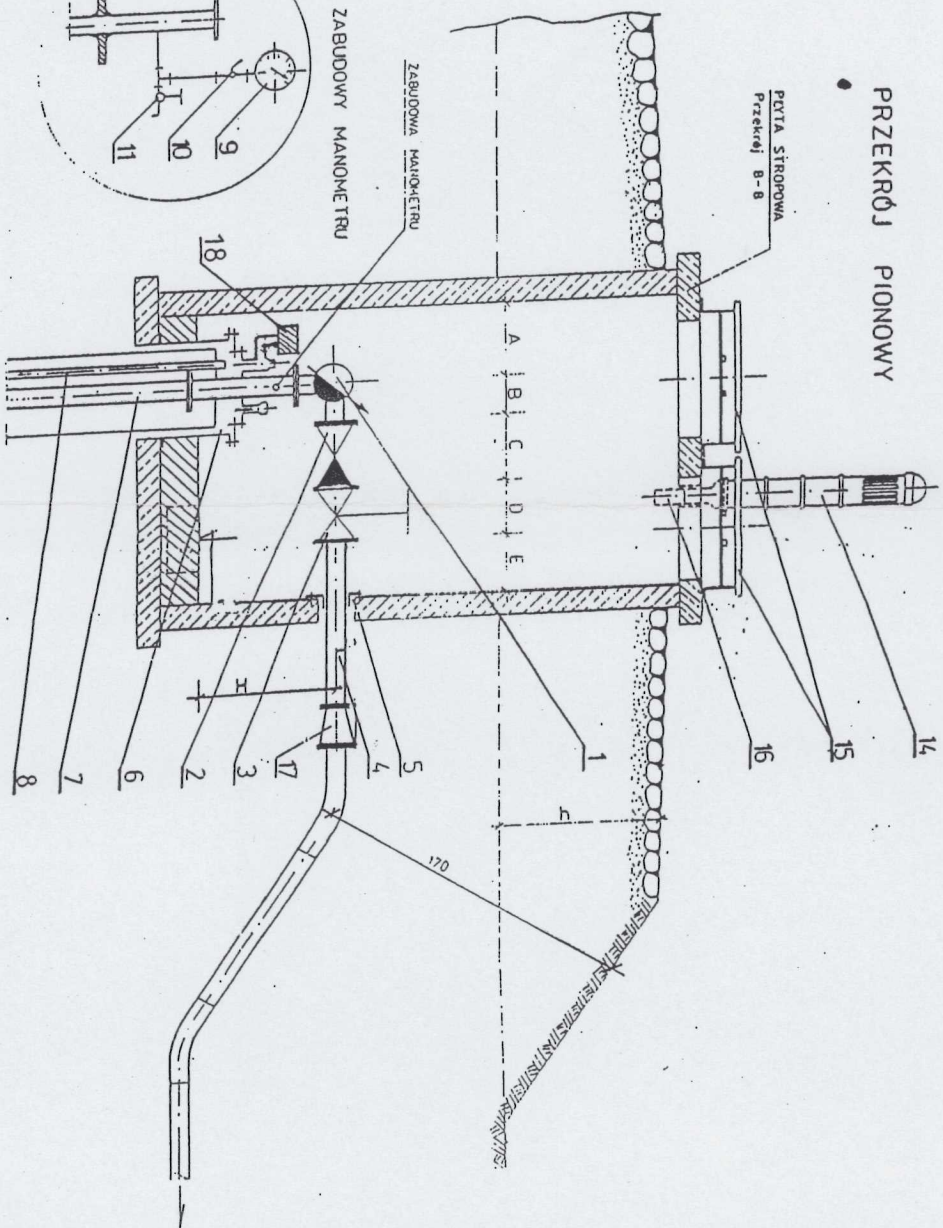 PRZEKRÓJ PIONOWY
PŁYTA STROPOWA
Przekrój B-B
ZABUDOWA MANOMETRU
ZABUDOWY MANOMETRU
9
10
11
18
A
B
C
D
E
14
15
16
1
h
170
5
4
17
3
2
6
7
8
H